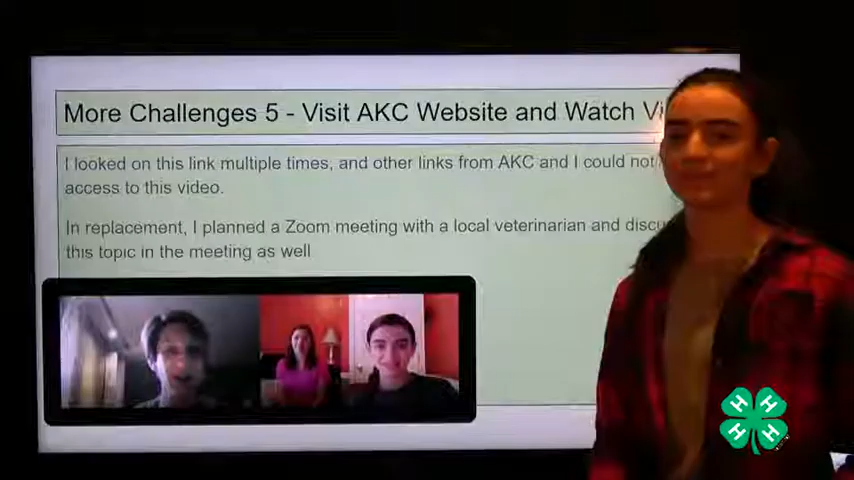 More Challenges 5 - Visit AKC Website and Watch
I looked on this link multiple times, and other links from AKC and I could not
access to this video.
In replacement, I planned a Zoom meeting with a local veterinarian and
this topic in the meeting as well
H H
H H